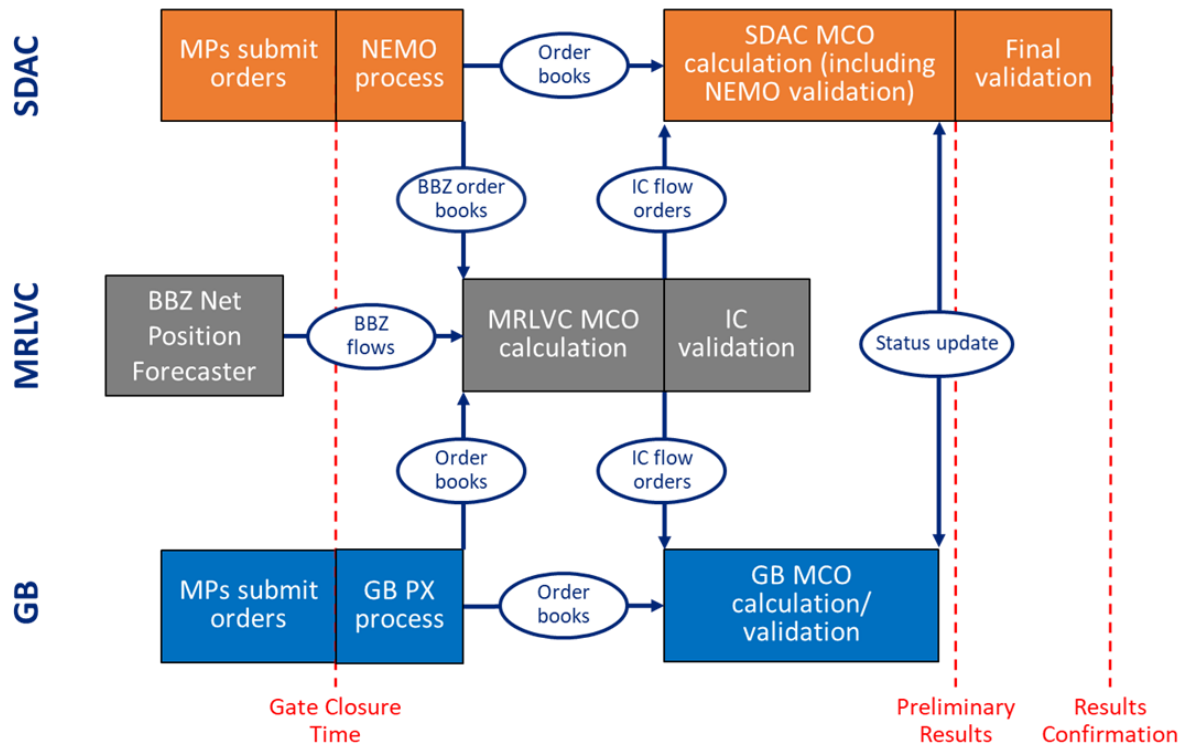 SDAC
MPs submit
orders
NEMO
process
Order
books
SDAC MCO
calculation (including
NEMO validation)
Final
validation
BBZ order
books
IC flow
orders
MRLVC
BBZ Net
Position
Forecaster
BBZ
flows
MRLVC MCO
calculation
IC
validation
Status update
Order
books
IC flow
orders
GB
MPs submit
orders
GB PX
process
Order
books
GB MCO
calculation/
validation
Gate Closure
Time
Preliminary
Results
Results
Confirmation